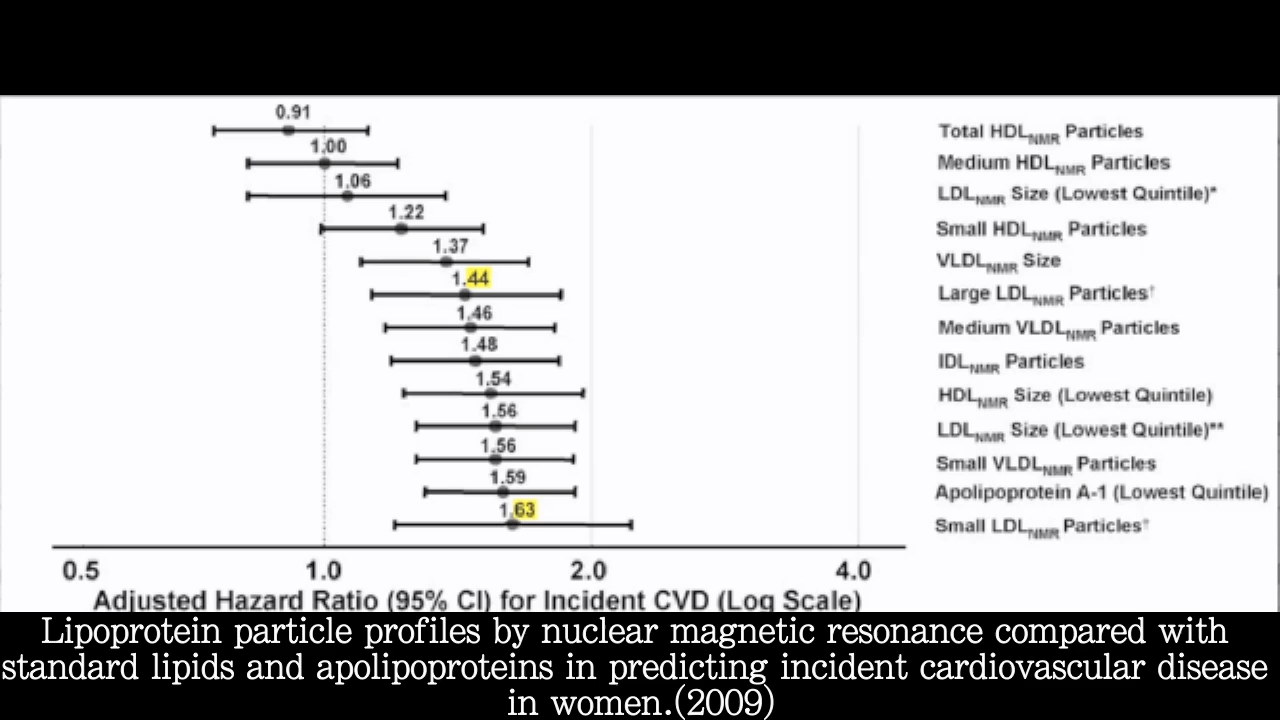 0.91
Total HDLNMR Particles
1.00
Medium HDLNMR Particles
1.06
LDLNMR Size (Lowest Quintile)*
1.22
Small HDLNMR Particles
1.37
VLDLNMR Size
1.44
Large LDLNMR Particles†
1.46
Medium VLDLNMR Particles
1.48
IDLNMR Particles
1.54
HDLNMR Size (Lowest Quintile)
1.56
LDLNMR Size (Lowest Quintile)**
1.56
Small VLDLNMR Particles
1.59
Apolipoprotein A-1 (Lowest Quintile)
1.63
Small LDLNMR Particles†
0.5 1.0 2.0 4.0
Adjusted Hazard Ratio (95% CI) for Incident CVD (Log Scale)
Lipoprotein particle profiles by nuclear magnetic resonance compared with
standard lipids and apolipoproteins in predicting incident cardiovascular disease
in women.(2009)